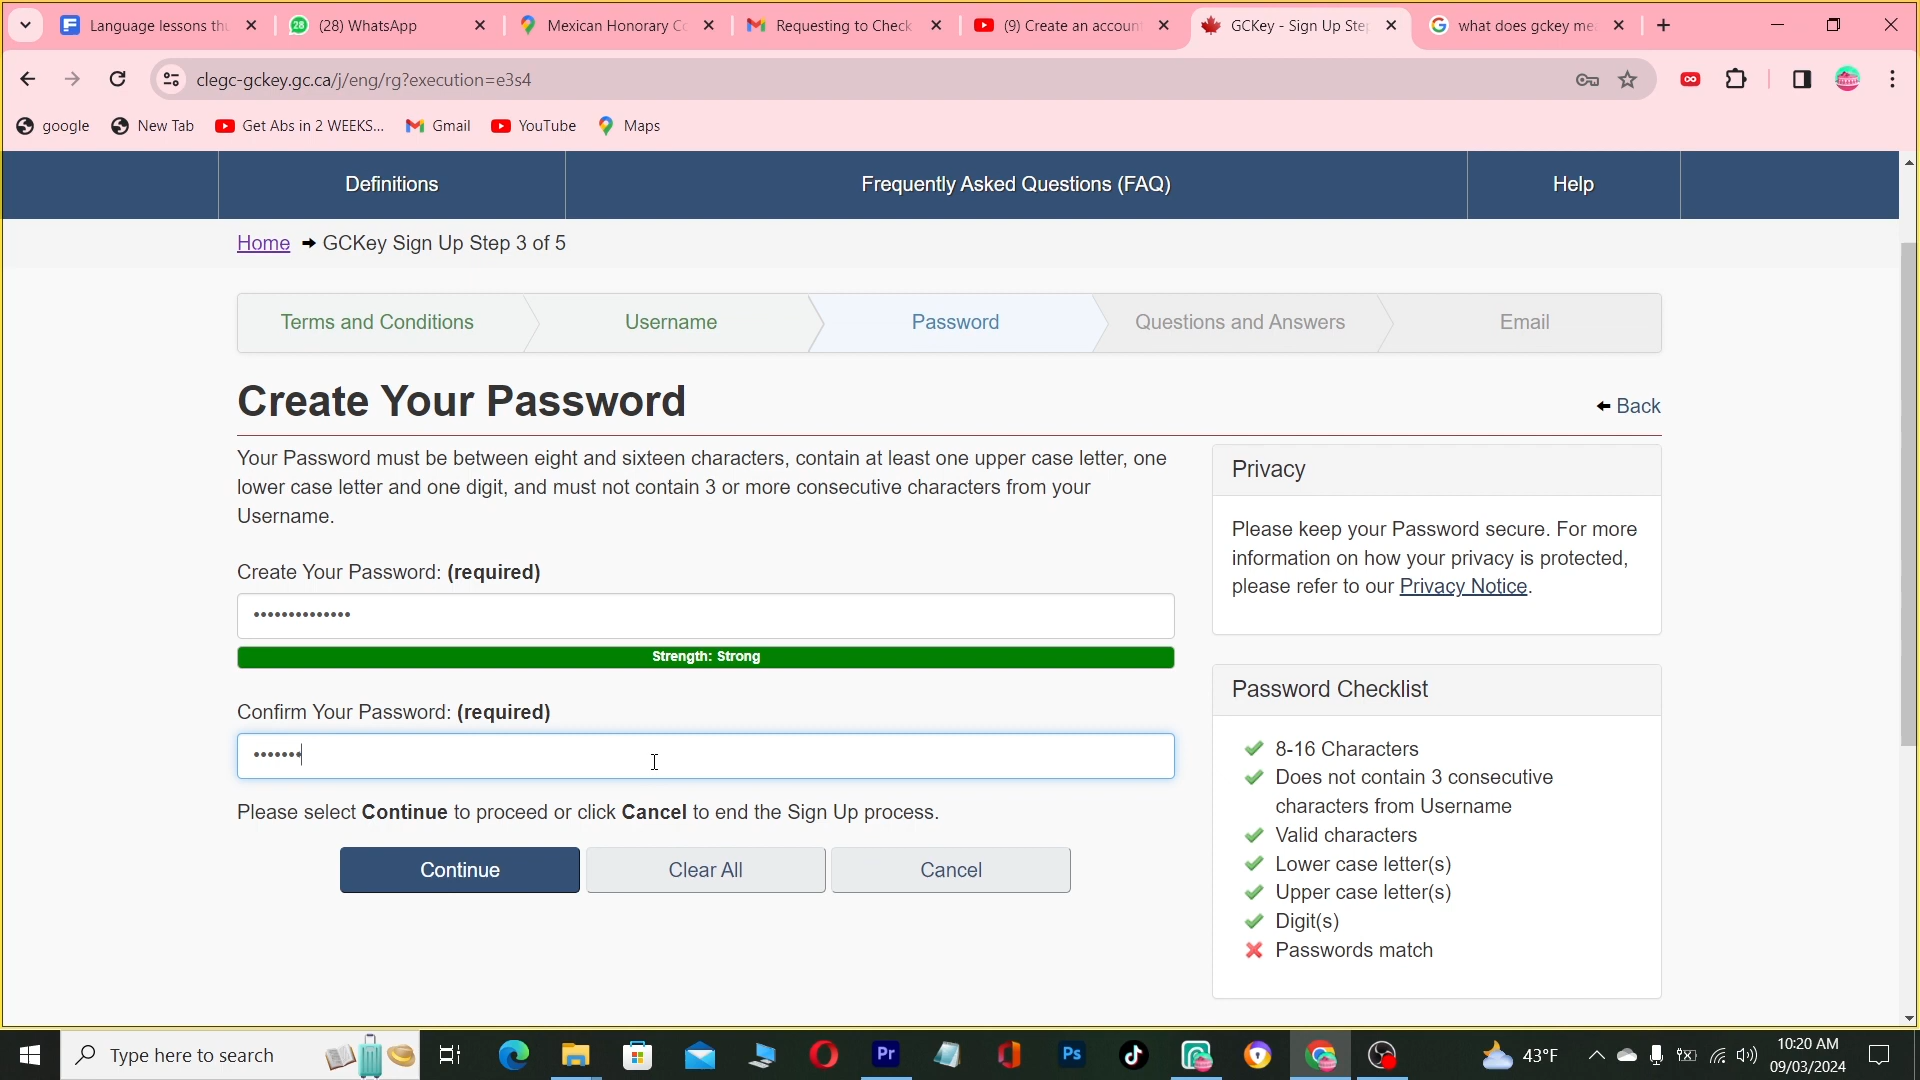 Language lessons th
(28) WhatsApp
Mexican Honorary Co
Requesting to Check
(9) Create an account
GCKey - Sign Up Step
what does gckey me
clegc-gckey.gc.ca/j/eng/rg?execution=e3s4
google
New Tab
Get Abs in 2 WEEKS...
Gmail
YouTube
Maps
Definitions
Frequently Asked Questions (FAQ)
Help
Home ➡ GCKey Sign Up Step 3 of 5
Terms and Conditions
Username
Password
Questions and Answers
Email
Create Your Password
Back
Your Password must be between eight and sixteen characters, contain at least one upper case letter, one
lower case letter and one digit, and must not contain 3 or more consecutive characters from your
Username.
Create Your Password: (required)
••••••••••••••
Strength: Strong
Confirm Your Password: (required)
•••••••
Please select Continue to proceed or click Cancel to end the Sign Up process.
Continue
Clear All
Cancel
Privacy
Please keep your Password secure. For more
information on how your privacy is protected,
please refer to our Privacy Notice.
Password Checklist
8-16 Characters
Does not contain 3 consecutive
characters from Username
Valid characters
Lower case letter(s)
Upper case letter(s)
Digit(s)
Passwords match
Type here to search
Pr
Ps
43°F
10:20 AM
09/03/2024